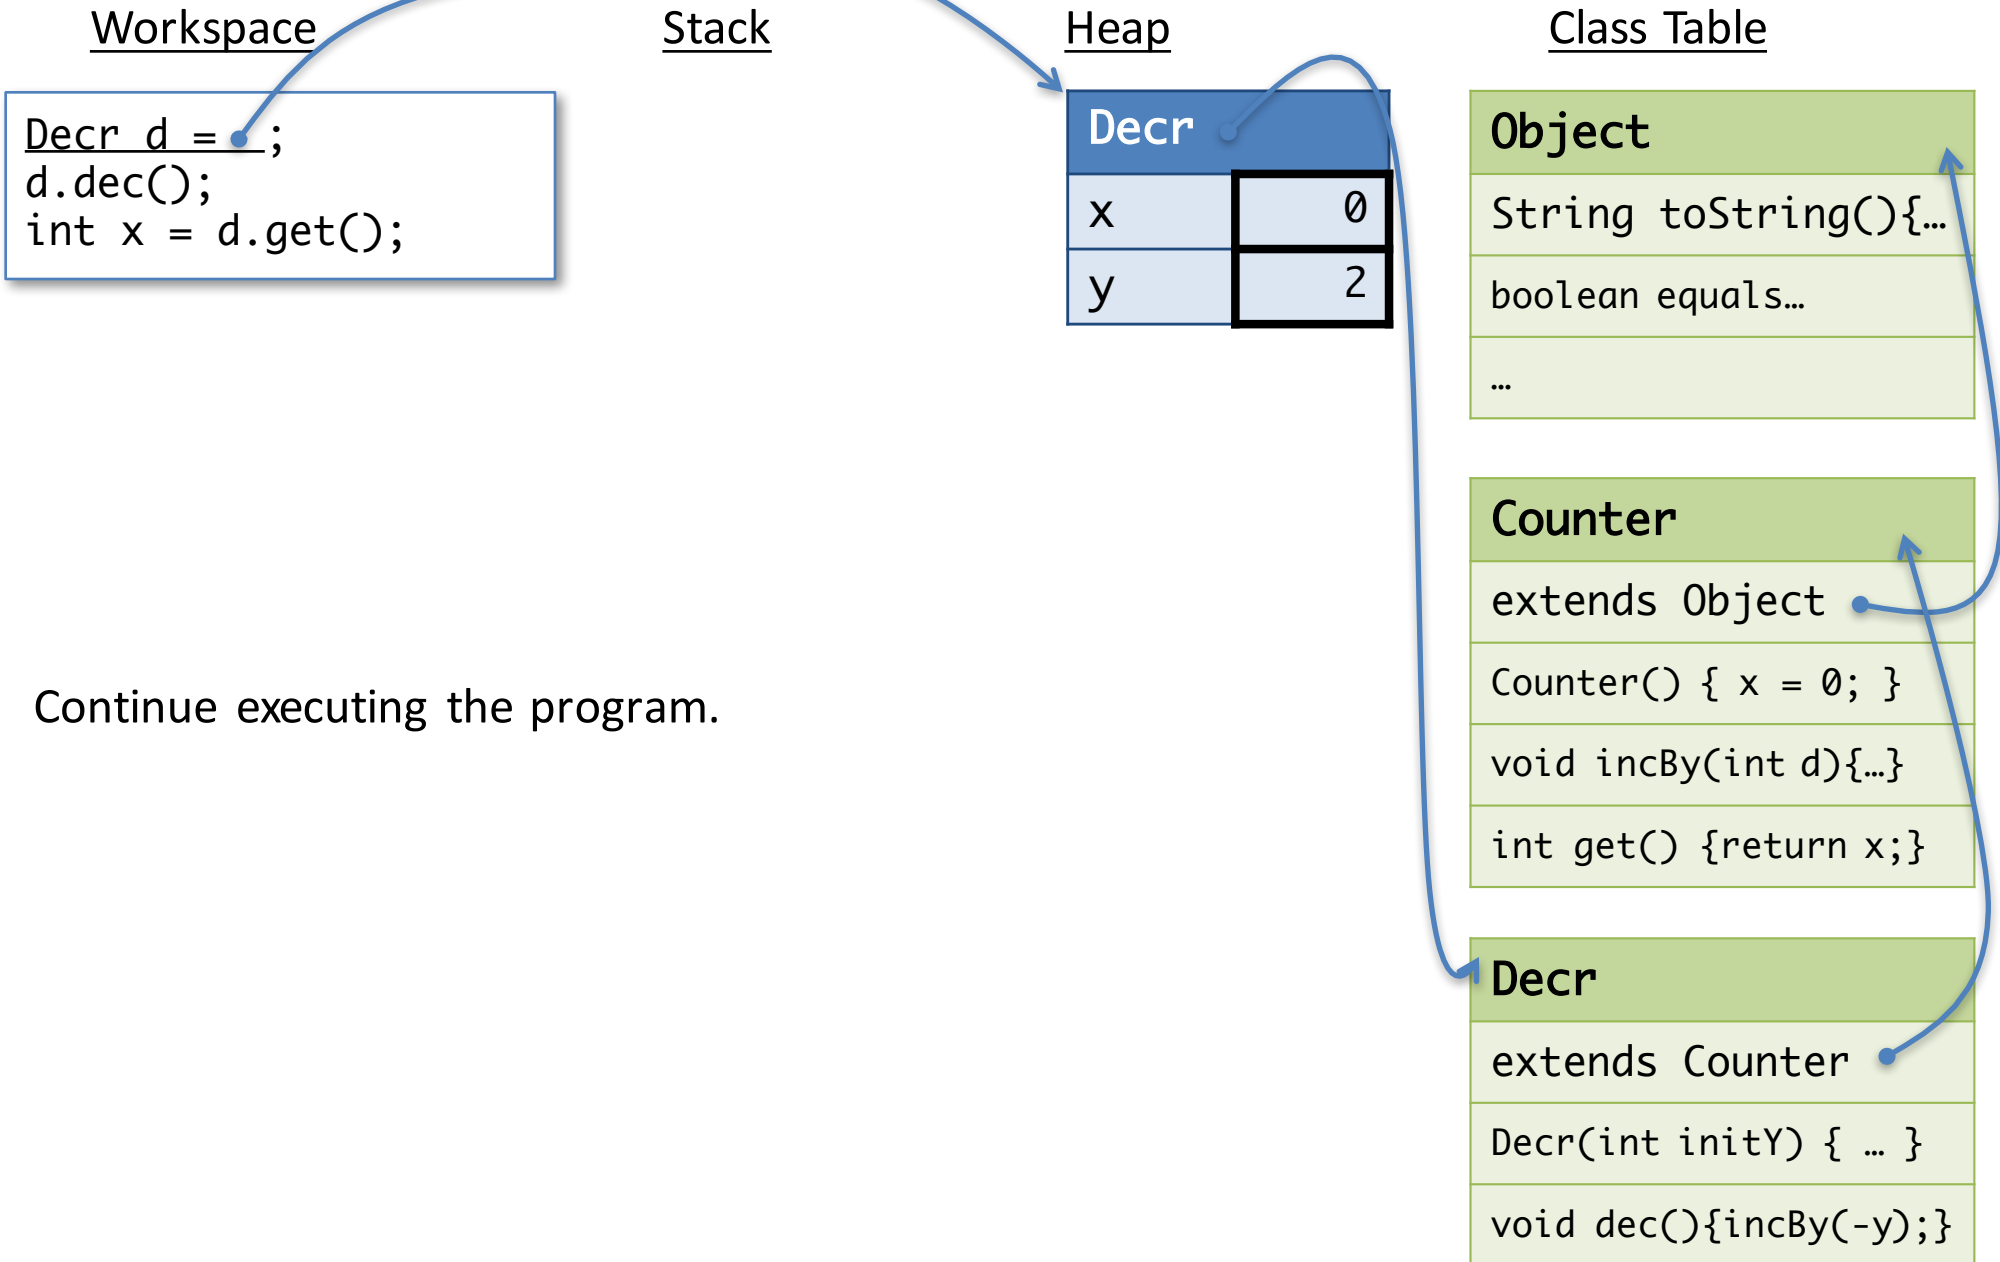 Workspace
Stack
Heap
Class Table
Decr d = ;
d.dec();
int x = d.get();
Decr
x 0
y 2
Object
String toString(){…
boolean equals…
…
Counter
extends Object
Counter() { x = 0; }
void incBy(int d){…}
int get() {return x;}
Decr
extends Counter
Decr(int initY) { … }
void dec(){incBy(-y);}
Continue executing the program.